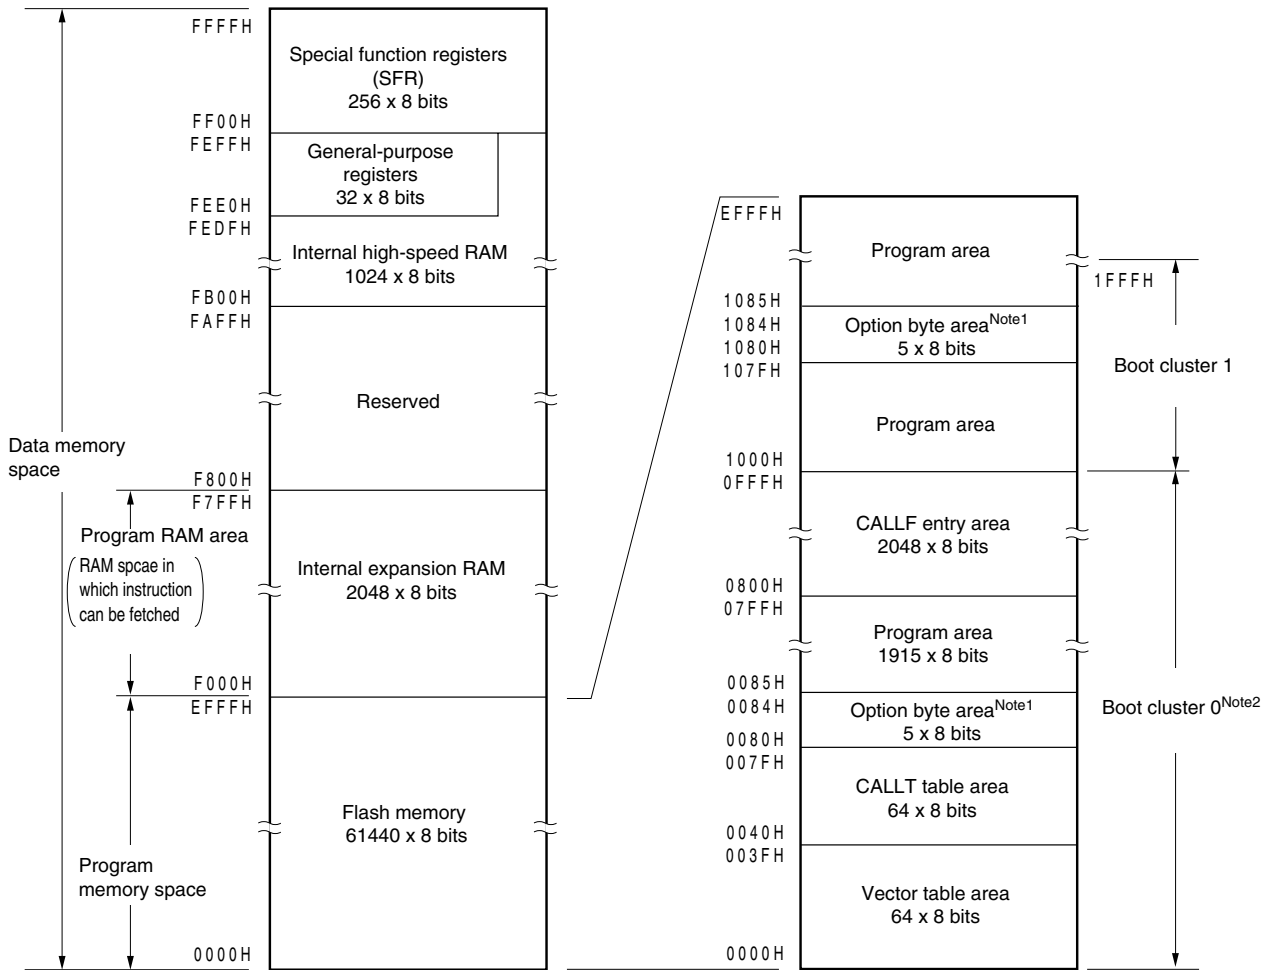 FFFFH
Special function registers
(SFR)
256 x 8 bits
FF00H
FEFFH
General-purpose
registers
32 x 8 bits
FEE0H
FEDFH
Internal high-speed RAM
1024 x 8 bits
FB00H
FAFFH
Reserved
Data memory
space
F800H
F7FFH
Program RAM area
RAM spcae in
which instruction
can be fetched
Internal expansion RAM
2048 x 8 bits
F000H
EFFFH
Flash memory
61440 x 8 bits
Program
memory space
0000H
EFFFH
Program area
1FFFH
1085H
1084H
Option byte areaNote1
5 x 8 bits
1080H
107FH
Boot cluster 1
Program area
1000H
0FFFH
CALLF entry area
2048 x 8 bits
0800H
07FFH
Program area
1915 x 8 bits
0085H
0084H
Option byte areaNote1
5 x 8 bits
Boot cluster 0Note2
0080H
007FH
CALLT table area
64 x 8 bits
0040H
003FH
Vector table area
64 x 8 bits
0000H